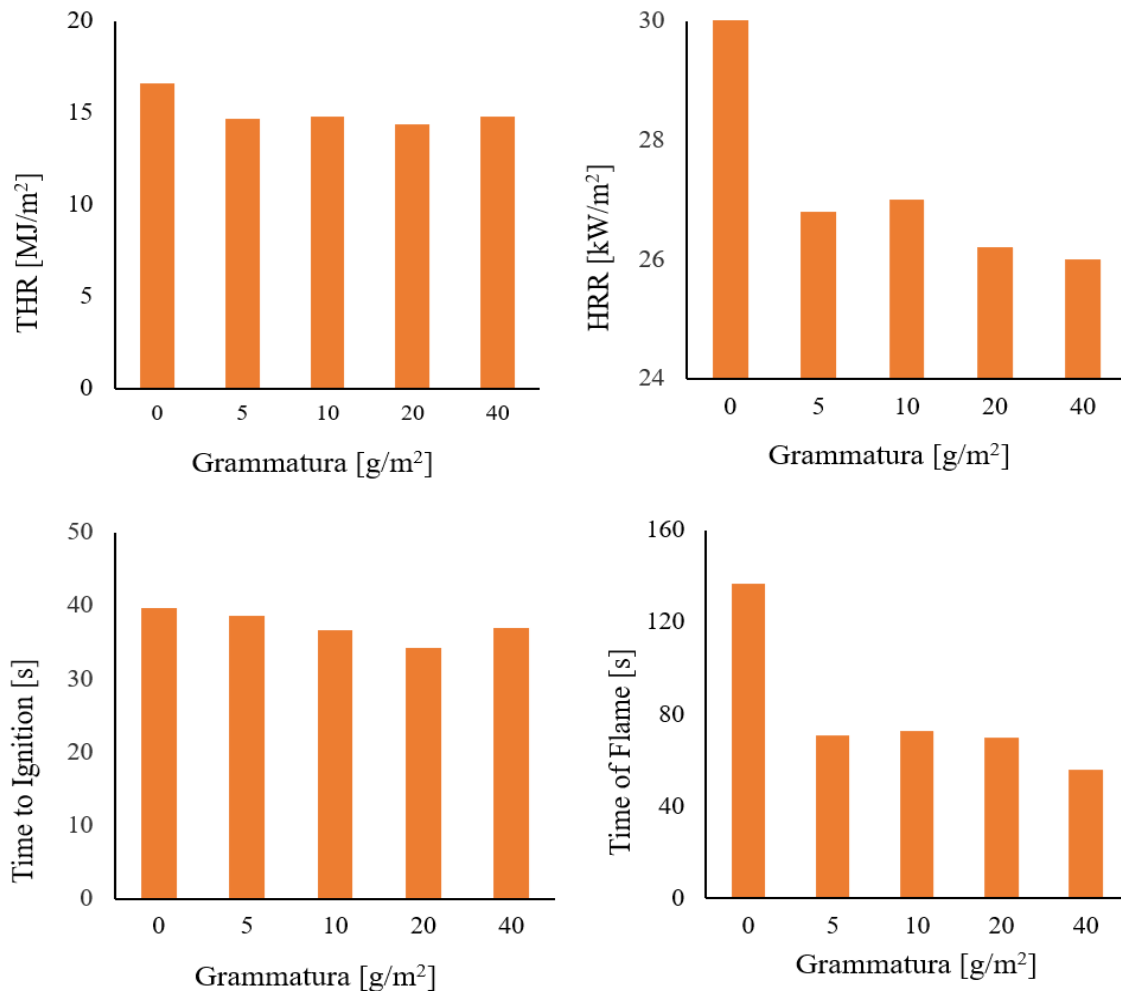 THR [MJ/m²]
20
15
10
5
0
0 5 10 20 40
Grammatura [g/m²]
HRR [kW/m²]
30
28
26
24
0 5 10 20 40
Grammatura [g/m²]
Time to Ignition [s]
50
40
30
20
10
0
0 5 10 20 40
Grammatura [g/m²]
Time of Flame [s]
160
120
80
40
0
0 5 10 20 40
Grammatura [g/m²]